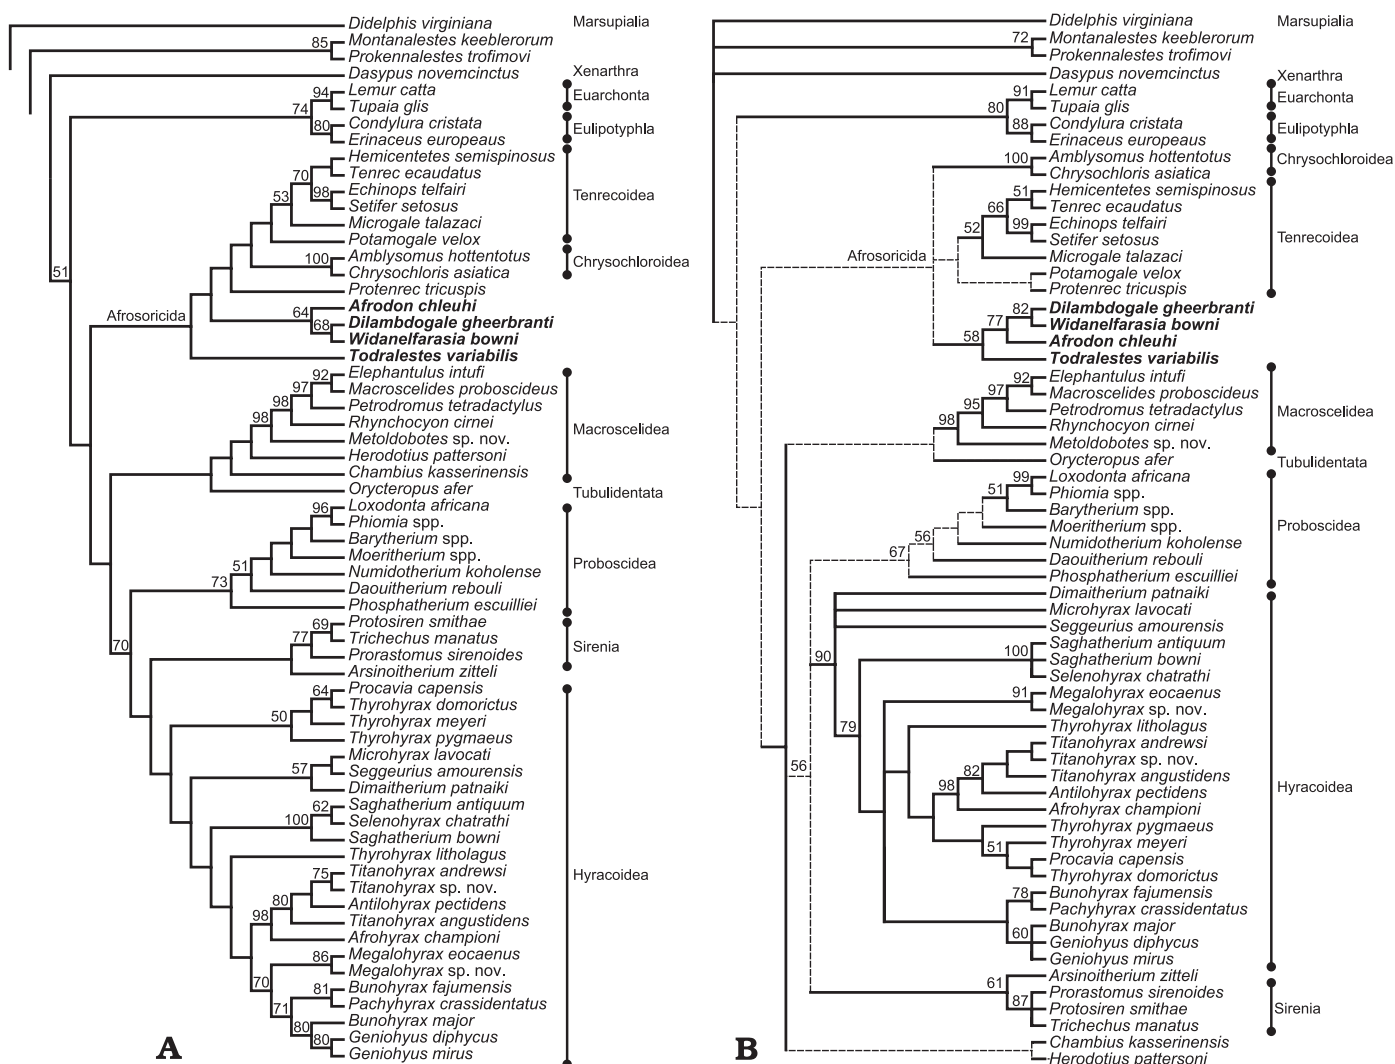 Didelphis virginiana Marsupialia
85 Montanalestes keeblerorum
Prokennalestes trofimovi
Dasypus novemcinctus Xenarthra
94 Lemur catta
74 Tupaia glis Euarchonta
80 Condylura cristata
Erinaceus europeaus Eulipotyphla
Hemicentetes semispinosus
70 Tenrec ecaudatus
53 98 Echinops telfairi
Setifer setosus Tenrecoidea
Microgale talazaci
Potamogale velox
100 Amblysomus hottentotus
51 Chrysochloris asiatica Chrysochloroidea
Protenrec tricuspis
Afrosoricida 64 Afrodon chleuhi
68 Dilambdogale gheerbranti
Widanelfarasia bowni
Todralestes variabilis
92 Elephantulus intufi
97 Macroscelides proboscideus
98 Petrodromus tetradactylus
98 Rhynchocyon cirnei
Metoldobotes sp. nov. Macroscelidea
Herodotius pattersoni
Chambius kasserinensis
Orycteropus afer Tubulidentata
96 Loxodonta africana
Phiomia spp.
Barytherium spp.
Moeritherium spp. Proboscidea
51 Numidotherium koholense
73 Daouitherium rebouli
Phosphatherium escuilliei
69 Protosiren smithae
70 77 Trichechus manatus
Prorastomus sirenoides Sirenia
Arsinoitherium zitteli
64 Procavia capensis
Thyrohyrax domorictus
50 Thyrohyrax meyeri
Thyrohyrax pygmaeus
Microhyrax lavocati
57 Seggeurius amourensis
Dimaitherium patnaiki
62 Saghatherium antiquum
100 Selenohyrax chatrathi
Saghatherium bowni
Thyrohyrax litholagus
75 Titanohyrax andrewsi Hyracoidea
Titanohyrax sp. nov.
80 Antilohyrax pectidens
98 Titanohyrax angustidens
Afrohyrax championi
86 Megalohyrax eocaenus
70 Megalohyrax sp. nov.
81 Bunohyrax fajumensis
71 Pachyhyrax crassidentatus
80 Bunohyrax major
80 Geniohyus diphycus
Geniohyus mirus
A
Didelphis virginiana Marsupialia
72 Montanalestes keeblerorum
Prokennalestes trofimovi
Dasypus novemcinctus Xenarthra
91 Lemur catta
80 Tupaia glis Euarchonta
88 Condylura cristata
Erinaceus europeaus Eulipotyphla
100 Amblysomus hottentotus
Chrysochloris asiatica Chrysochloroidea
51 Hemicentetes semispinosus
66 Tenrec ecaudatus
52 99 Echinops telfairi
Setifer setosus Tenrecoidea
Afrosoricida Microgale talazaci
Potamogale velox
Protenrec tricuspis
82 Dilambdogale gheerbranti
77 Widanelfarasia bowni
58 Afrodon chleuhi
Todralestes variabilis
92 Elephantulus intufi
97 Macroscelides proboscideus
95 Petrodromus tetradactylus
98 Rhynchocyon cirnei Macroscelidea
Metoldobotes sp. nov.
Orycteropus afer Tubulidentata
99 Loxodonta africana
51 Phiomia spp.
Barytherium spp.
Moeritherium spp. Proboscidea
56 Numidotherium koholense
67 Daouitherium rebouli
Phosphatherium escuilliei
Dimaitherium patnaiki
Microhyrax lavocati
Seggeurius amourensis
90 Saghatherium antiquum
100 Saghatherium bowni
Selenohyrax chatrathi
91 Megalohyrax eocaenus
Megalohyrax sp. nov.
79 Thyrohyrax litholagus
Titanohyrax andrewsi
56 Titanohyrax sp. nov.
82 Titanohyrax angustidens
98 Antilohyrax pectidens Hyracoidea
Afrohyrax championi
Thyrohyrax pygmaeus
51 Thyrohyrax meyeri
Procavia capensis
Thyrohyrax domorictus
78 Bunohyrax fajumensis
Pachyhyrax crassidentatus
60 Bunohyrax major
Geniohyus diphycus
Geniohyus mirus
61 Arsinoitherium zitteli
87 Prorastomus sirenoides
Protosiren smithae Sirenia
Trichechus manatus
Chambius kasserinensis
Herodotius pattersoni
B